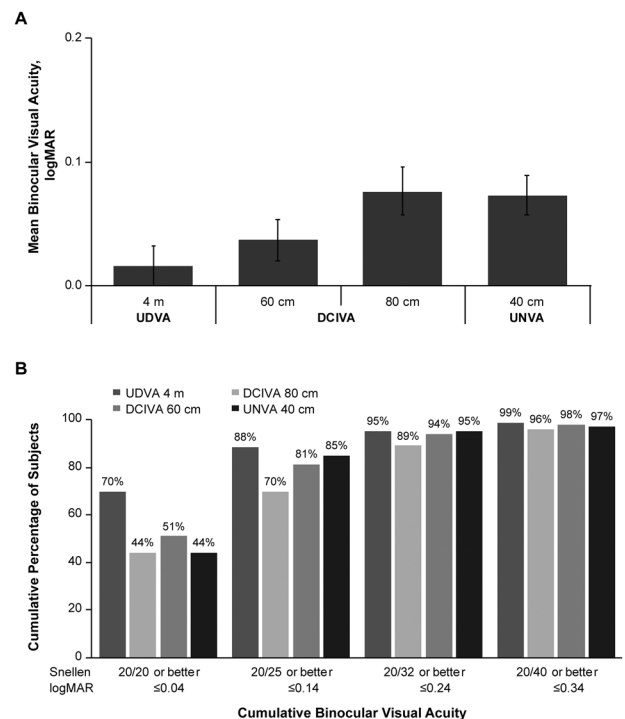 A
Mean Binocular Visual Acuity,
logMAR
0.2
0.1
0.0
4 m 60 cm 80 cm 40 cm
UDVA DCIVA UNVA
B
UDVA 4 m DCIVA 80 cm
DCIVA 60 cm UNVA 40 cm
Cumulative Percentage of Subjects
100
80
60
40
20
0
70% 44% 51% 44%
88% 70% 81% 85%
95% 89% 94% 95%
99% 96% 98% 97%
Snellen 20/20 or better 20/25 or better 20/32 or better 20/40 or better
logMAR ≤0.04 ≤0.14 ≤0.24 ≤0.34
Cumulative Binocular Visual Acuity